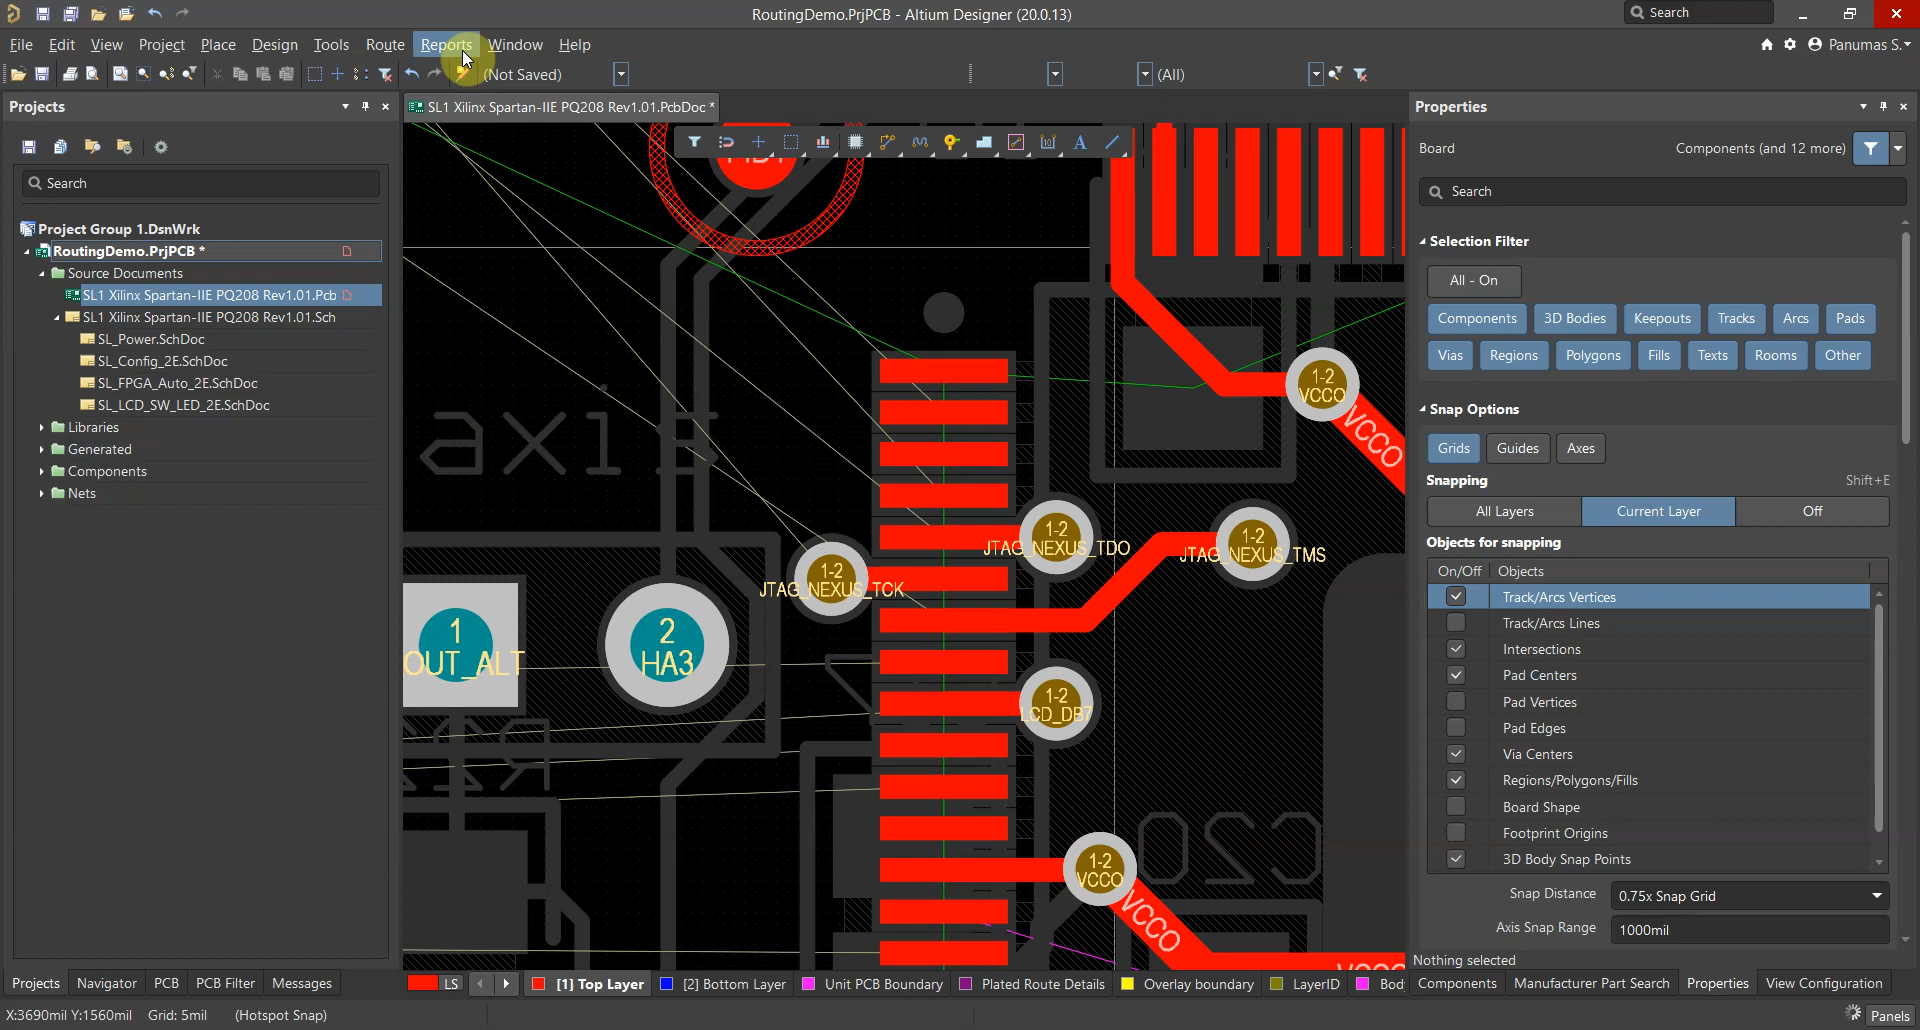 RoutingDemo.PrjPCB - Altium Designer (20.0.13)
Search
File Edit View Project Place Design Tools Route Reports Window Help
Panumas S.
(Not Saved)
(All)
Projects
SL1 Xilinx Spartan-IIE PQ208 Rev1.01.PcbDoc *
Properties
Search
Project Group 1.DsnWrk
RoutingDemo.PrjPCB *
Source Documents
SL1 Xilinx Spartan-IIE PQ208 Rev1.01.Pcb
SL1 Xilinx Spartan-IIE PQ208 Rev1.01.Sch
SL_Power.SchDoc
SL_Config_2E.SchDoc
SL_FPGA_Auto_2E.SchDoc
SL_LCD_SW_LED_2E.SchDoc
Libraries
Generated
Components
Nets
1-2
VCCO
VCCO
1-2
JTAG_NEXUS_TDO
1-2
JTAG_NEXUS_TMS
1-2
JTAG_NEXUS_TCK
1
OUT_ALT
2
HA3
1-2
LCD_DB7
1-2
VCCO
VCCO
C20
Board
Components (and 12 more)
Search
Selection Filter
All - On
Components 3D Bodies Keepouts Tracks Arcs Pads
Vias Regions Polygons Fills Texts Rooms Other
Snap Options
Grids Guides Axes
Snapping Shift+E
All Layers Current Layer Off
Objects for snapping
On/Off Objects
Track/Arcs Vertices
Track/Arcs Lines
Intersections
Pad Centers
Pad Vertices
Pad Edges
Via Centers
Regions/Polygons/Fills
Board Shape
Footprint Origins
3D Body Snap Points
Snap Distance 0.75x Snap Grid
Axis Snap Range 1000mil
Nothing selected
Projects Navigator PCB PCB Filter Messages
LS [1] Top Layer [2] Bottom Layer Unit PCB Boundary Plated Route Details Overlay boundary LayerID
Components Manufacturer Part Search Properties View Configuration
X:3690mil Y:1560mil Grid: 5mil (Hotspot Snap)
Panels